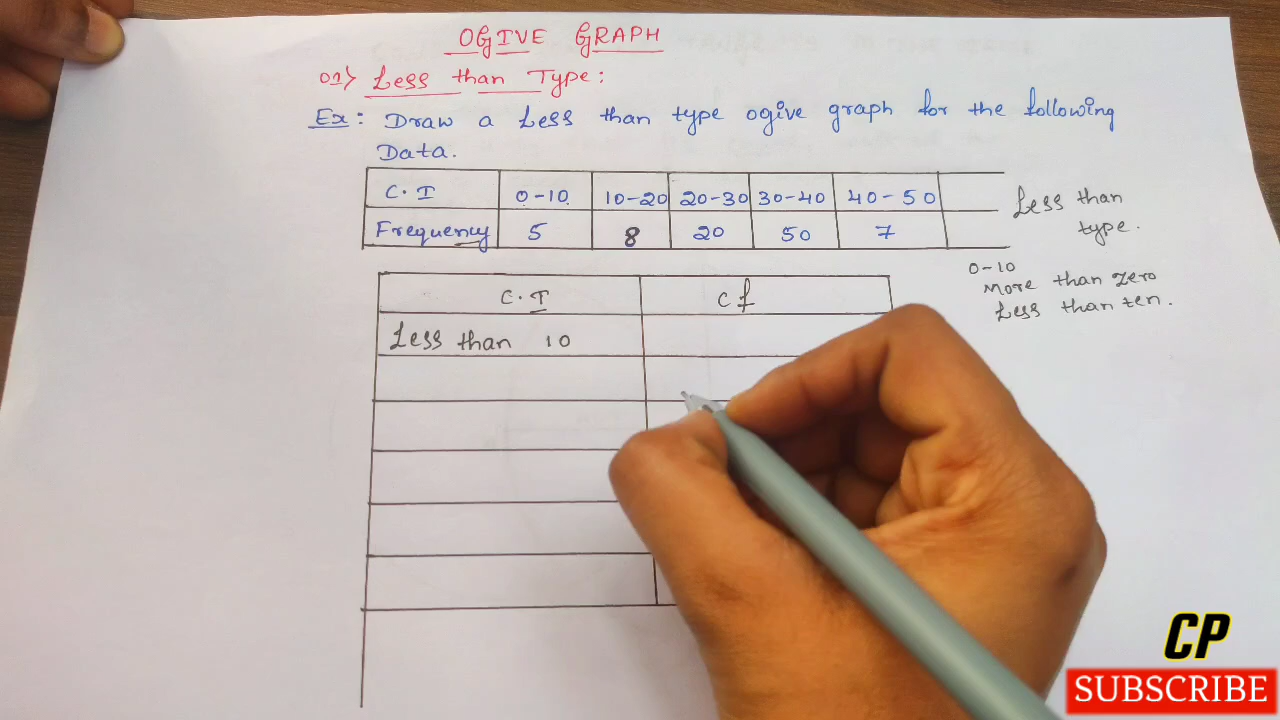 OGIVE GRAPH
01) Less than Type:
Ex: Draw a Less than type ogive graph for the following
Data.
C.I 0-10 10-20 20-30 30-40 40-50
Frequency 5 8 20 50 7
Less than
type.
0-10
More than zero
Less than ten.
C.I cf
Less than 10
CP
SUBSCRIBE